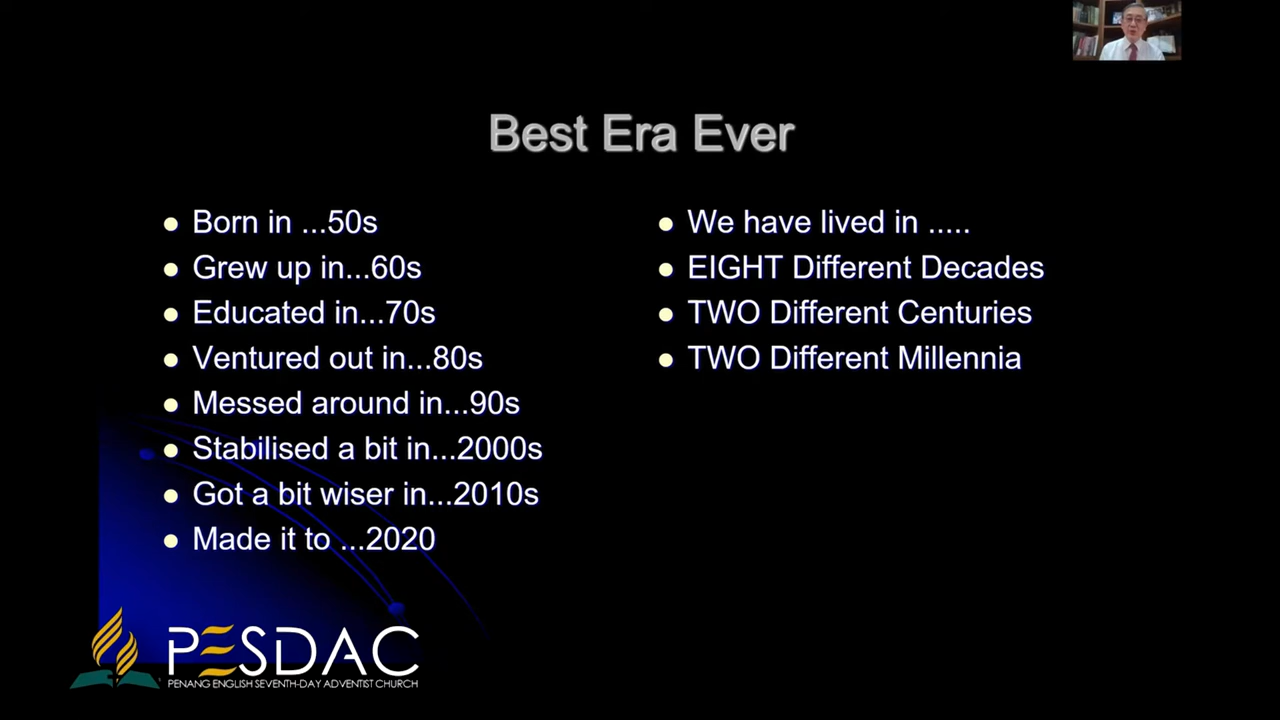 Best Era Ever
Born in ...50s
Grew up in...60s
Educated in...70s
Ventured out in...80s
Messed around in...90s
Stabilised a bit in...2000s
Got a bit wiser in...2010s
Made it to ...2020
We have lived in .....
EIGHT Different Decades
TWO Different Centuries
TWO Different Millennia
PESDAC
PENANG ENGLISH SEVENTH-DAY ADVENTIST CHURCH